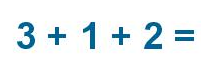 3 + 1 + 2 =